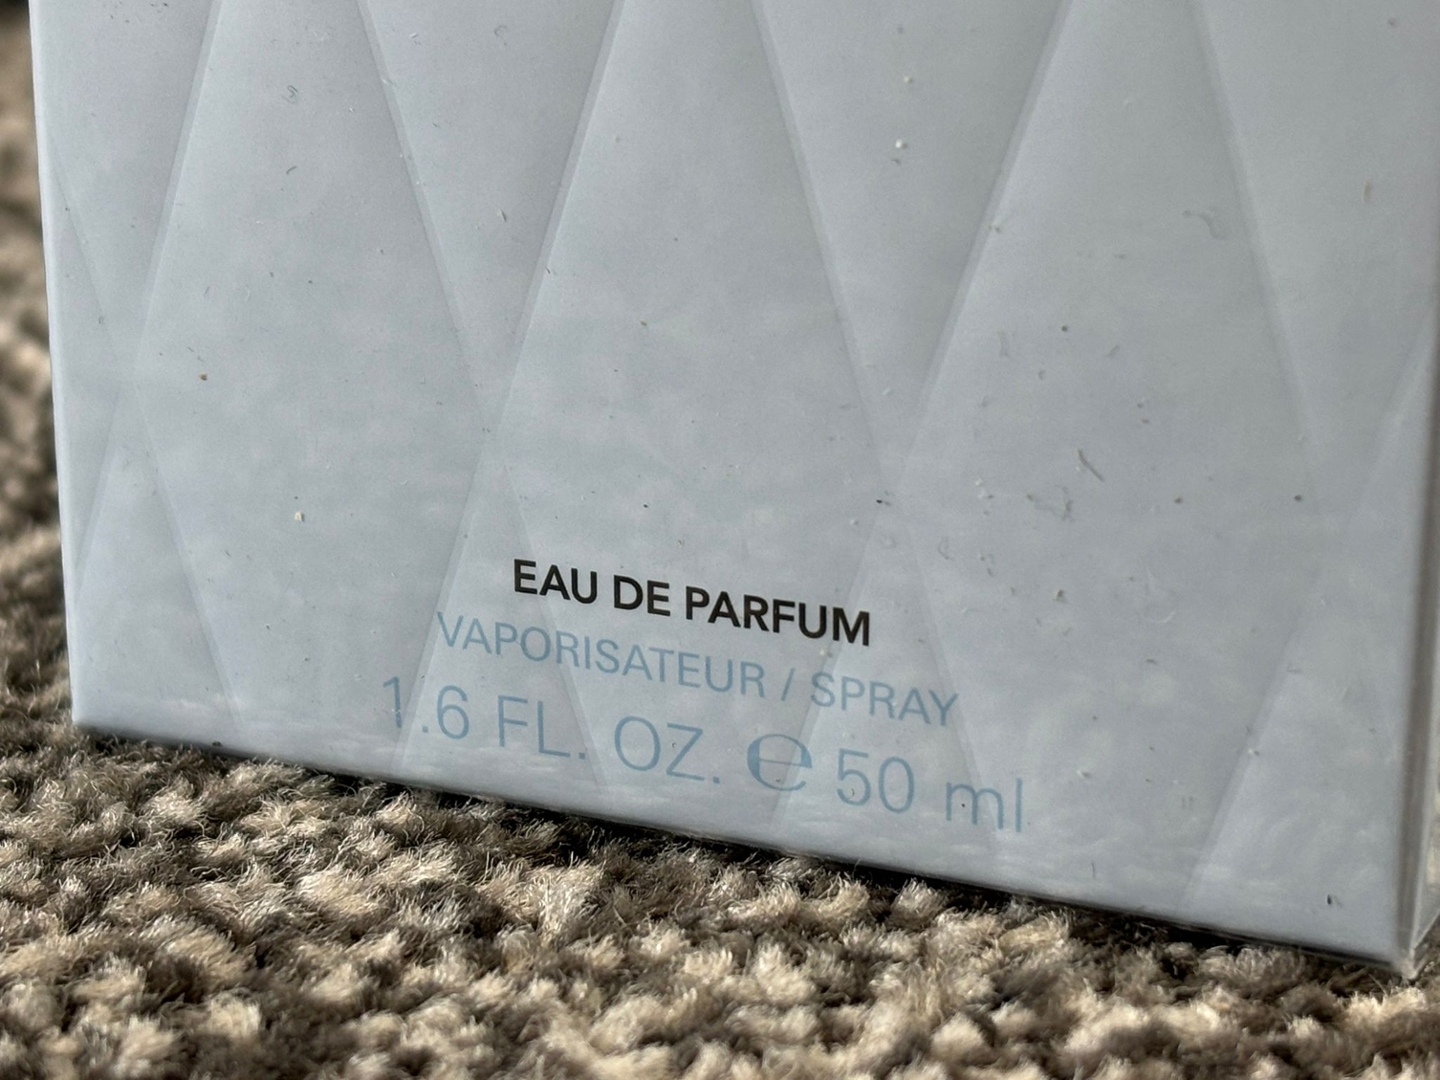 EAU DE PARFUM
VAPORISATEUR / SPRAY
1.6 FL. OZ. ℮ 50 ml